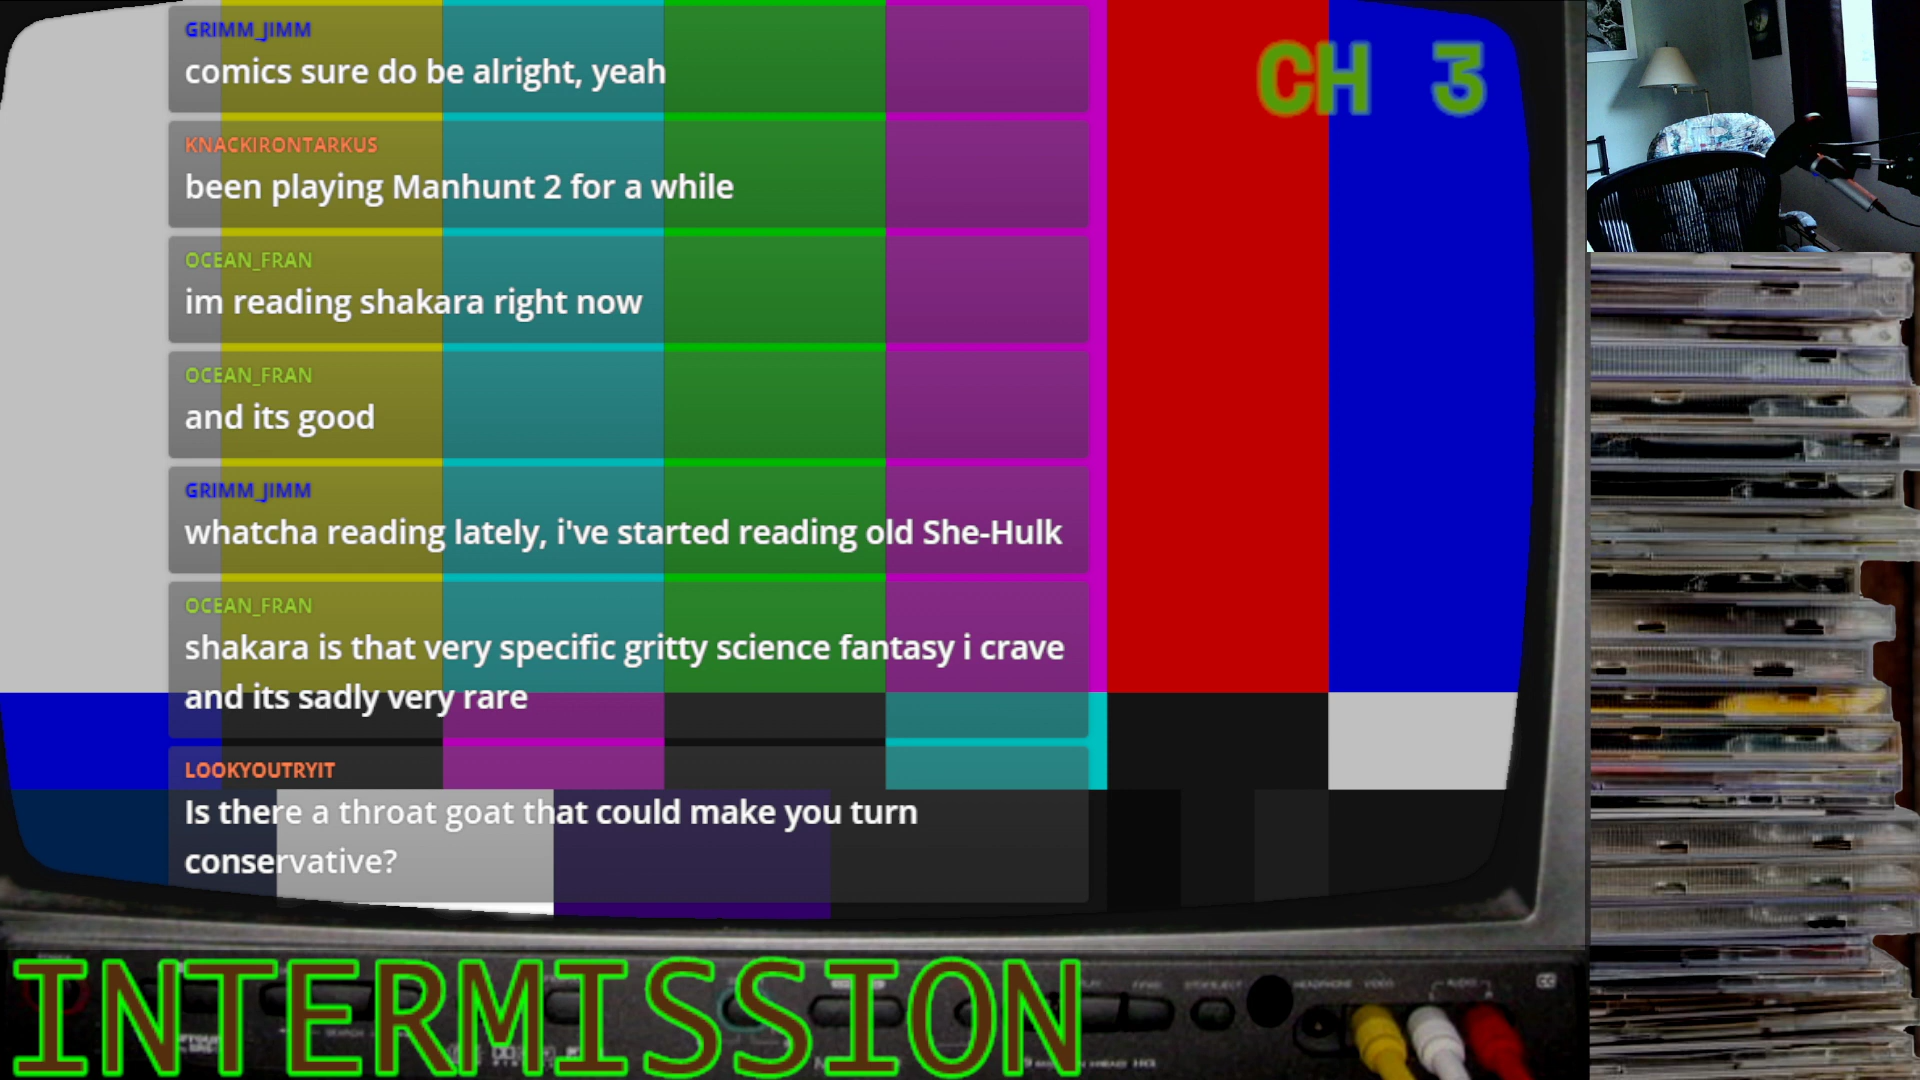 GRIMM_JIMM
comics sure do be alright, yeah
CH 3
KNACKIRONTARKUS
been playing Manhunt 2 for a while
OCEAN_FRAN
im reading shakara right now
OCEAN_FRAN
and its good
GRIMM_JIMM
whatcha reading lately, i've started reading old She-Hulk
OCEAN_FRAN
shakara is that very specific gritty science fantasy i crave
and its sadly very rare
LOOKYOUTRYIT
Is there a throat goat that could make you turn
conservative?
INTERMISSION